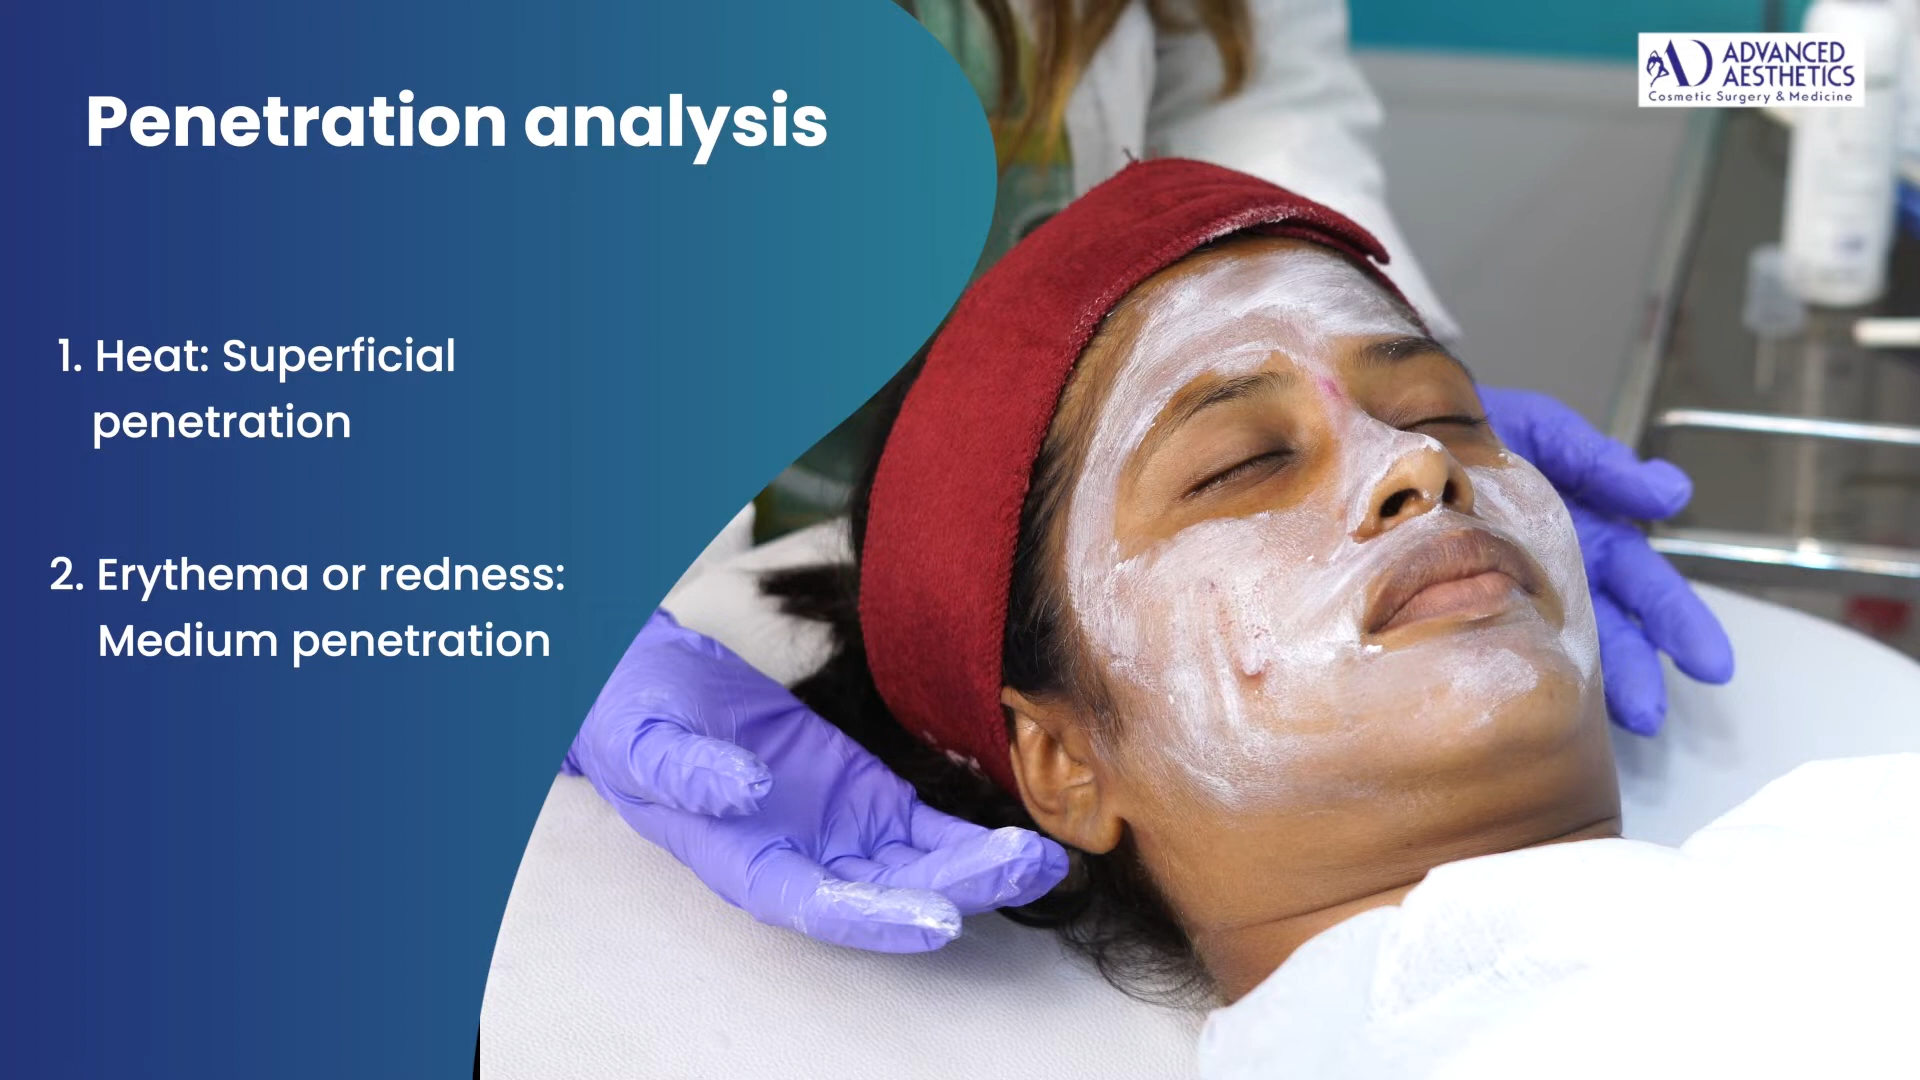 Penetration analysis
ADVANCED
AESTHETICS
Cosmetic Surgery & Medicine
1. Heat: Superficial
penetration
2. Erythema or redness:
Medium penetration